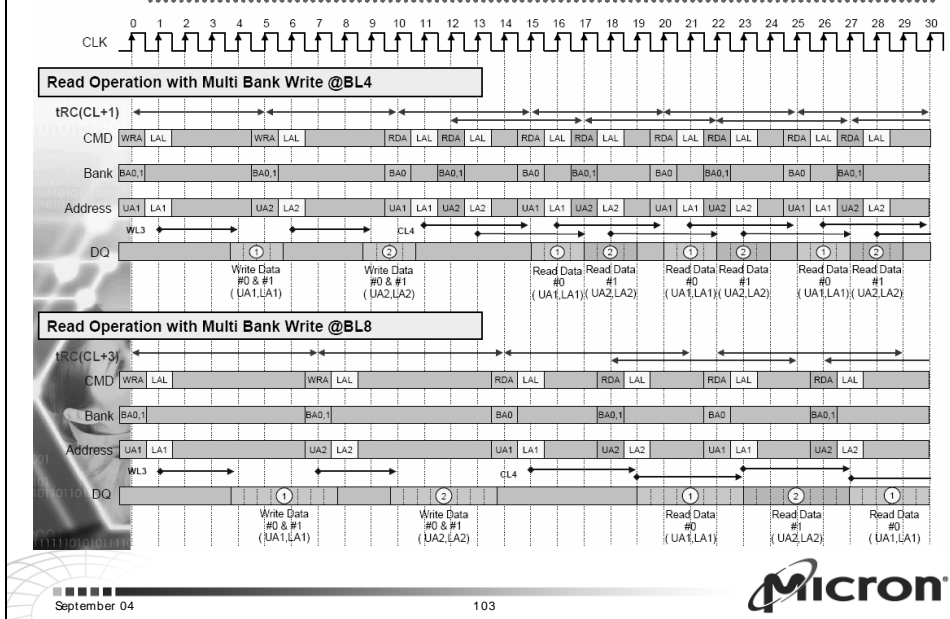 0 1 2 3 4 5 6 7 8 9 10 11 12 13 14 15 16 17 18 19 20 21 22 23 24 25 26 27 28 29 30
CLK
Read Operation with Multi Bank Write @BL4
tRC(CL+1)
CMD WRA LAL WRA LAL RDA LAL RDA LAL RDA LAL RDA LAL RDA LAL RDA LAL RDA LAL RDA LAL
Bank BA0,1 BA0,1 BA0 BA0,1 BA0 BA0,1 BA0 BA0,1 BA0 BA0,1
Address UA1 LA1 UA2 LA2 UA1 LA1 UA2 LA2 UA1 LA1 UA2 LA2 UA1 LA1 UA2 LA2 UA1 LA1 UA2 LA2
WL3 CL4
DQ 1 2 1 2 1 2 1 2
Write Data Write Data Read Data Read Data Read Data Read Data Read Data Read Data
#0 & #1 #0 & #1 #0 #1 #0 #1 #0 #1
( UA1,LA1) ( UA2,LA2) ( UA1,LA1) ( UA2,LA2) ( UA1,LA1) ( UA2,LA2) ( UA1,LA1) ( UA2,LA2)
Read Operation with Multi Bank Write @BL8
tRC(CL+3)
CMD WRA LAL WRA LAL RDA LAL RDA LAL RDA LAL RDA LAL
Bank BA0,1 BA0,1 BA0 BA0,1 BA0 BA0,1
Address UA1 LA1 UA2 LA2 UA1 LA1 UA2 LA2 UA1 LA1 UA2 LA2
WL3 CL4
DQ 1 2 1 2 1
Write Data Write Data Read Data Read Data Read Data
#0 & #1 #0 & #1 #0 #1 #0
( UA1,LA1) ( UA2,LA2) ( UA1,LA1) ( UA2,LA2) ( UA1,LA1)
September 04 103 Micron